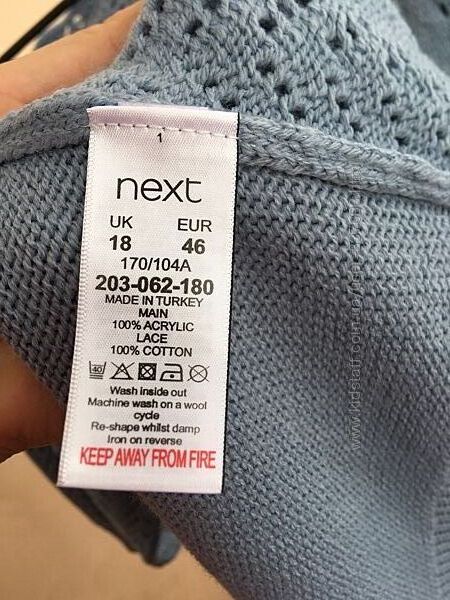 1
next
UK EUR
18 46
170/104A
203-062-180
MADE IN TURKEY
MAIN
100% ACRYLIC
LACE
100% COTTON
40
Wash inside out
Machine wash on a wool
cycle
Re-shape whilst damp
Iron on reverse
KEEP AWAY FROM FIRE